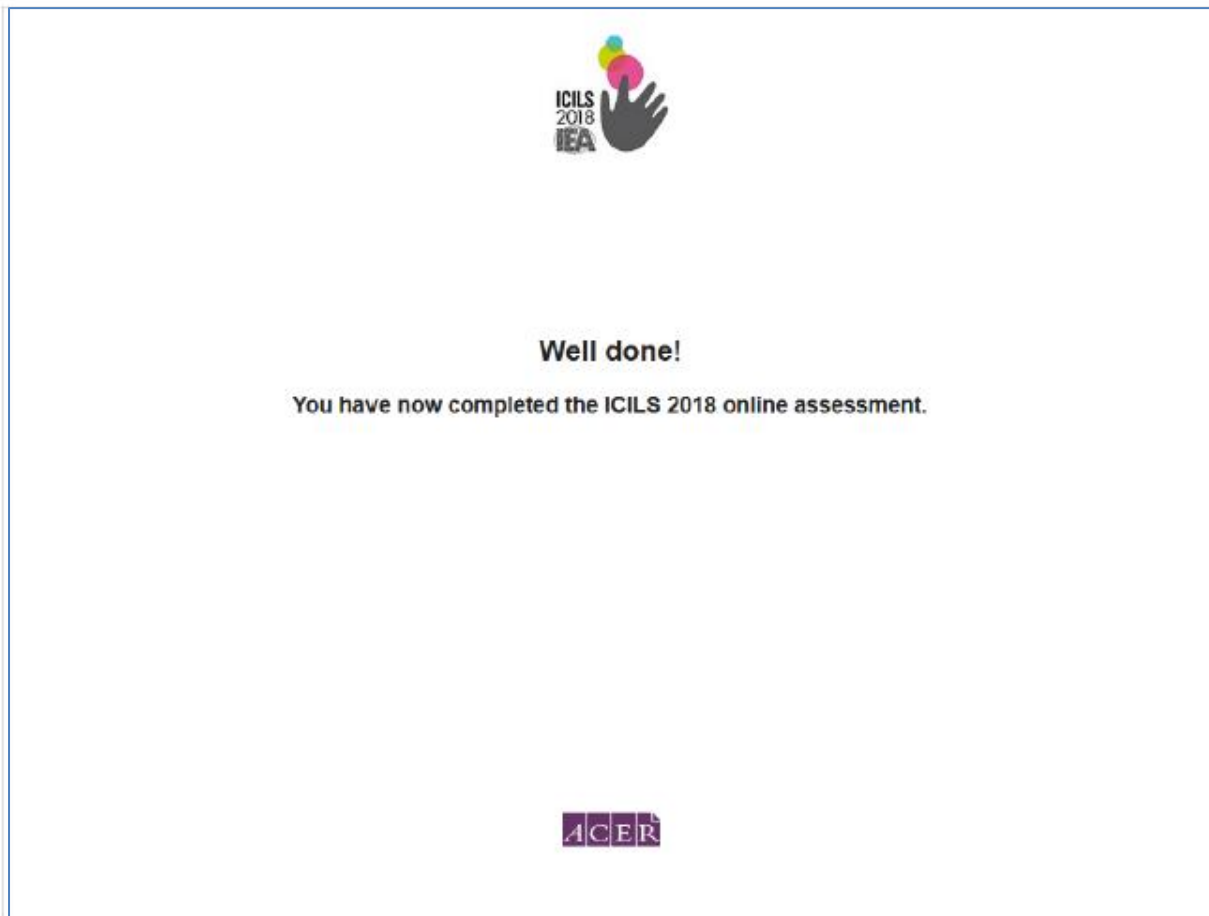 ICILS
2018
IEA
Well done!
You have now completed the ICILS 2018 online assessment.
ACER